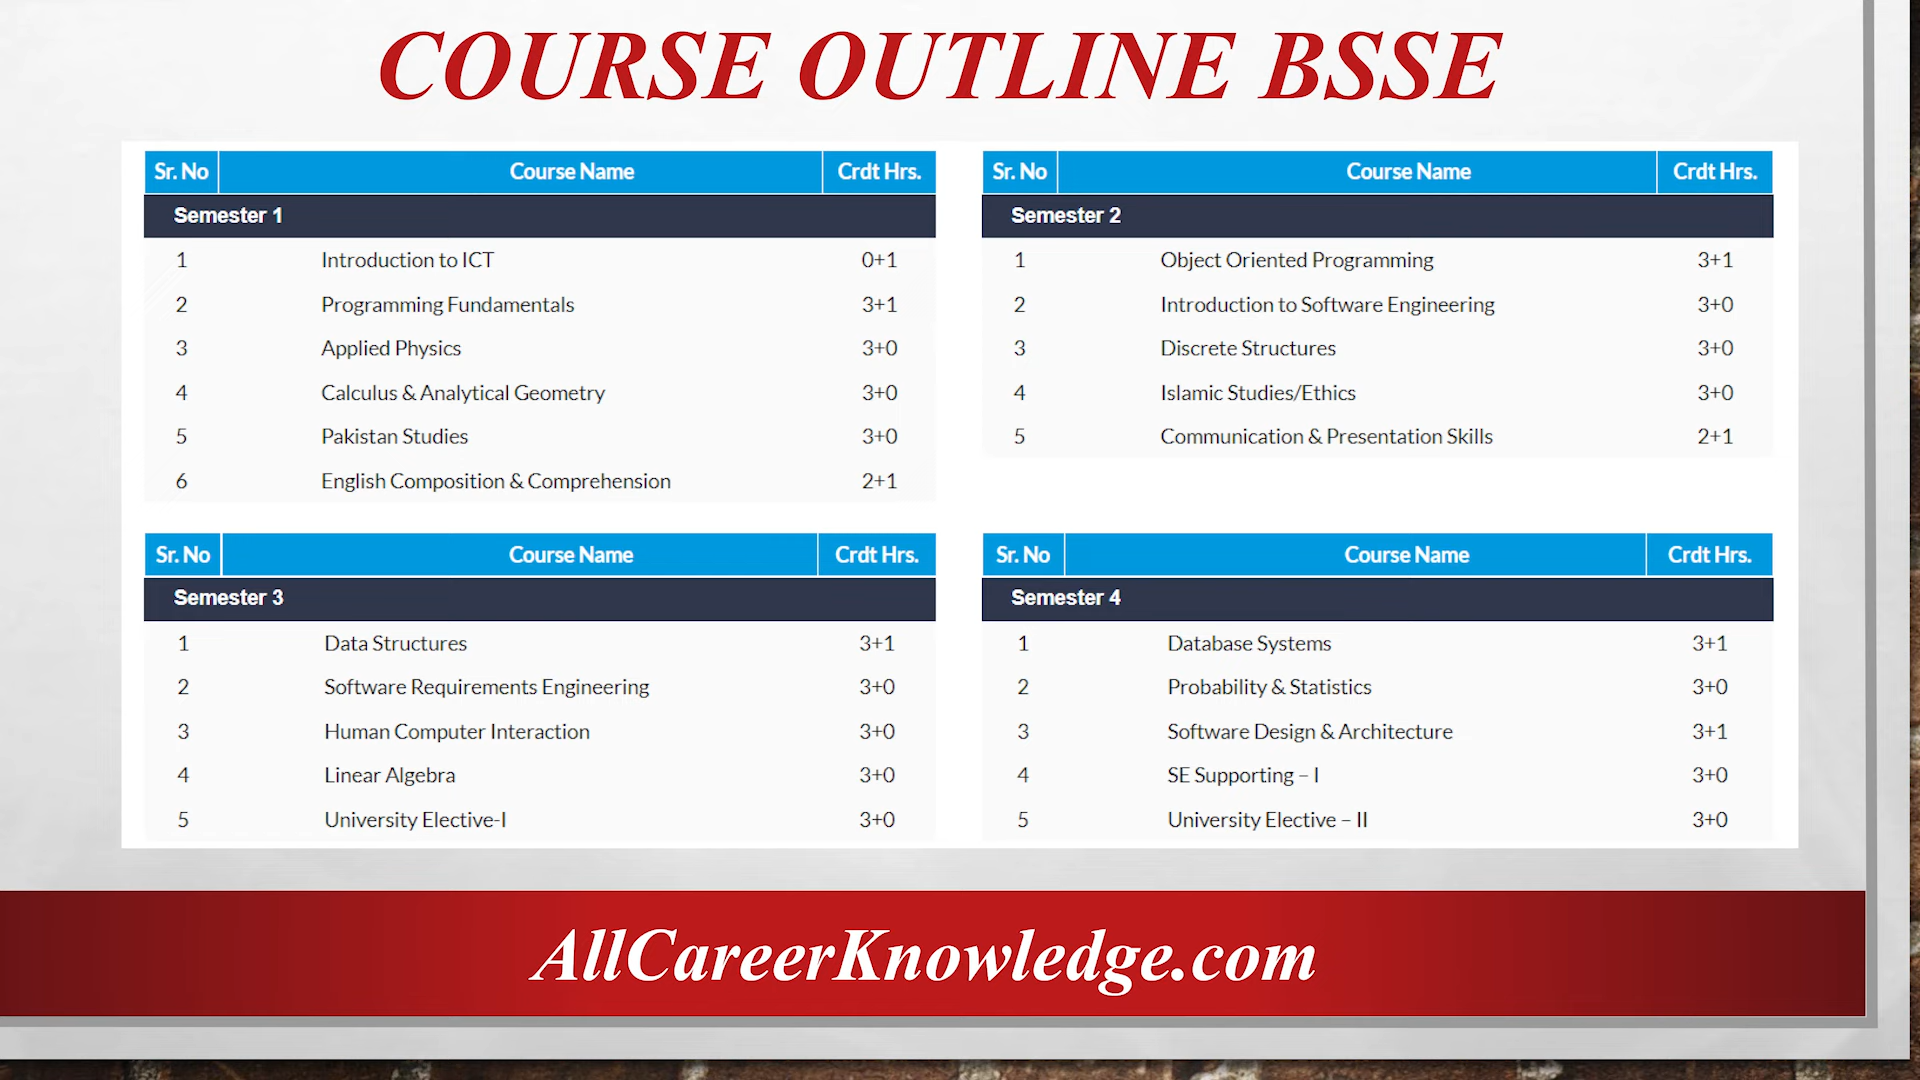 COURSE OUTLINE BSSE
Sr. No Course Name Crdt Hrs.
Semester 1
1 Introduction to ICT 0+1
2 Programming Fundamentals 3+1
3 Applied Physics 3+0
4 Calculus & Analytical Geometry 3+0
5 Pakistan Studies 3+0
6 English Composition & Comprehension 2+1
Sr. No Course Name Crdt Hrs.
Semester 2
1 Object Oriented Programming 3+1
2 Introduction to Software Engineering 3+0
3 Discrete Structures 3+0
4 Islamic Studies/Ethics 3+0
5 Communication & Presentation Skills 2+1
Sr. No Course Name Crdt Hrs.
Semester 3
1 Data Structures 3+1
2 Software Requirements Engineering 3+0
3 Human Computer Interaction 3+0
4 Linear Algebra 3+0
5 University Elective-I 3+0
Sr. No Course Name Crdt Hrs.
Semester 4
1 Database Systems 3+1
2 Probability & Statistics 3+0
3 Software Design & Architecture 3+1
4 SE Supporting – I 3+0
5 University Elective – II 3+0
AllCareerKnowledge.com